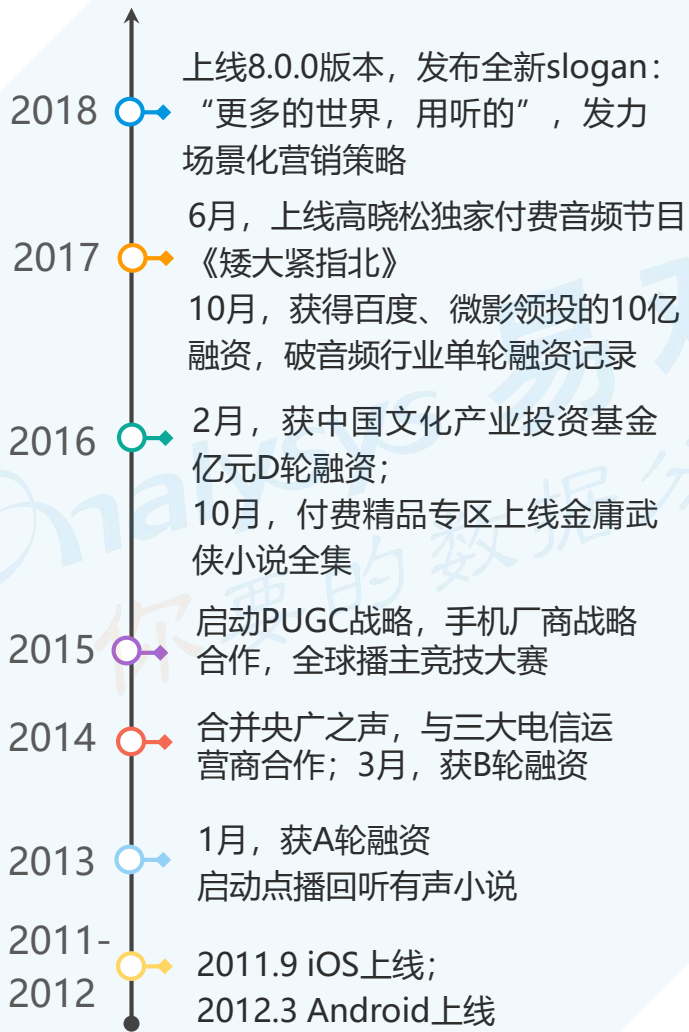 2018
上线8.0.0版本，发布全新slogan：
“更多的世界，用听的”，发力
场景化营销策略
2017
6月，上线高晓松独家付费音频节目
《矮大紧指北》
10月，获得百度、微影领投的10亿
融资，破音频行业单轮融资记录
2016
2月，获中国文化产业投资基金
亿元D轮融资；
10月，付费精品专区上线金庸武
侠小说全集
2015
启动PUGC战略，手机厂商战略
合作，全球播主竞技大赛
2014
合并央广之声，与三大电信运
营商合作；3月，获B轮融资
2013
1月，获A轮融资
启动点播回听有声小说
2011-
2012
2011.9 iOS上线；
2012.3 Android上线
nalysys 易
你要的数据